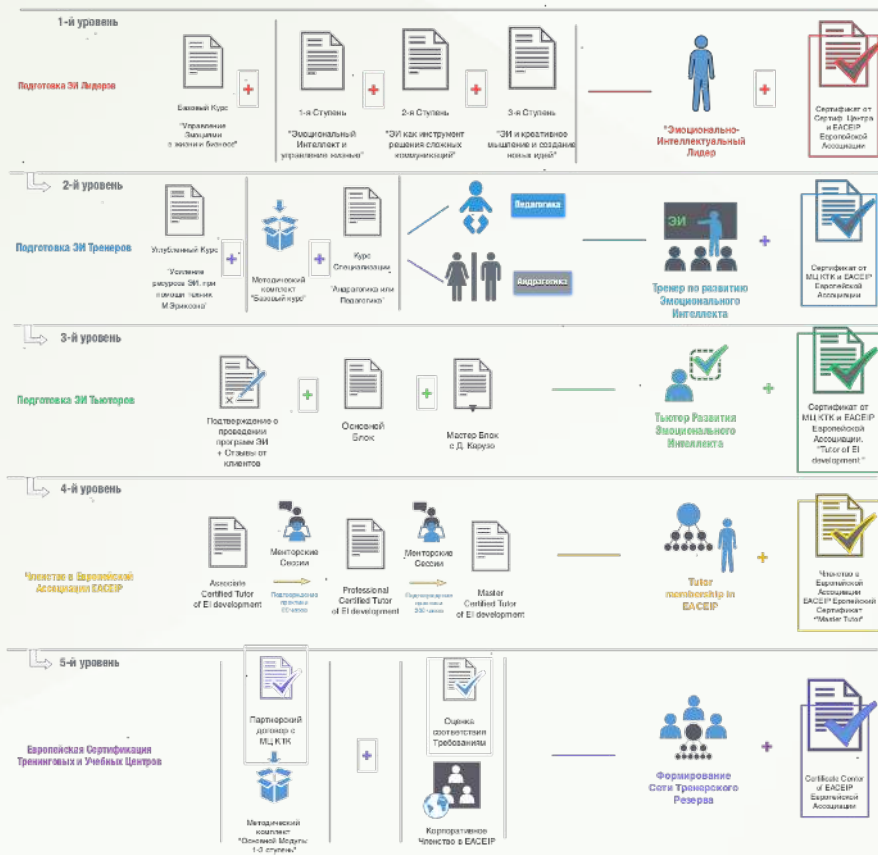 1-й уровень
Подготовка ЭИ Лидеров
Базовый Курс
"Управление
Эмоциями
в жизни и бизнесе"
1-я Ступень
"Эмоциональный
Интеллект и
управление жизнью"
2-я Ступень
"ЭИ как инструмент
решения сложных
коммуникаций"
3-я Ступень
"ЭИ и креативное
мышление и создание
новых идей"
"Эмоционально-
Интеллектуальный
Лидер
Сертификат от
Сертиф. Центра
и EACEIP
Европейской
Ассоциации
2-й уровень
Подготовка ЭИ Тренеров
Углубленный Курс
"Усиление
ресурсов ЭИ, при
помощи техник
М.Эриксона"
Методический
комплект
"Базовый курс"
Курс
Специализации
"Андрагогика или
Педагогика"
Педагогика
Андрагогика
ЭИ
Тренер по развитию
Эмоционального
Интеллекта
Сертификат от
МЦ КТК и EACEIP
Европейской
Ассоциации
3-й уровень
Подготовка ЭИ Тьюторов
Подтверждение о
проведении
программ ЭИ
+ Отзывы от
клиентов
Основной
Блок
Мастер Блок
с Д. Карузо
Тьютор Развития
Эмоционального
Интеллекта
Сертификат от
МЦ КТК и EACEIP
Европейской
Ассоциации.
"Tutor of EI
development "
4-й уровень
Членство в Европейской
Ассоциации EACEIP
Associate
Certified Tutor
of EI development
Менторские
Сессии
Подтверждение
практики
Professional
Certified Tutor
of EI development
Менторские
Сессии
Подтверждение
практики
Master
Certified Tutor
of EI development
Tutor
membership in
EACEIP
Членство в
Европейской
Ассоциации
EACEIP Еропейский
Сертификат
"Master Tutor"
5-й уровень
Европейская Сертификация
Тренинговых и Учебных Центров
Партнерский
договор с
МЦ КТК
Методический
комплект
"Основной Модуль:
1-3 ступень"
Оценка
соответствия
Требованиям
Корпоративное
Членство в EACEIP
Формирование
Сети Тренерского
Резерва
Certificate Centor
of EACEIP
Европейской
Ассоциации